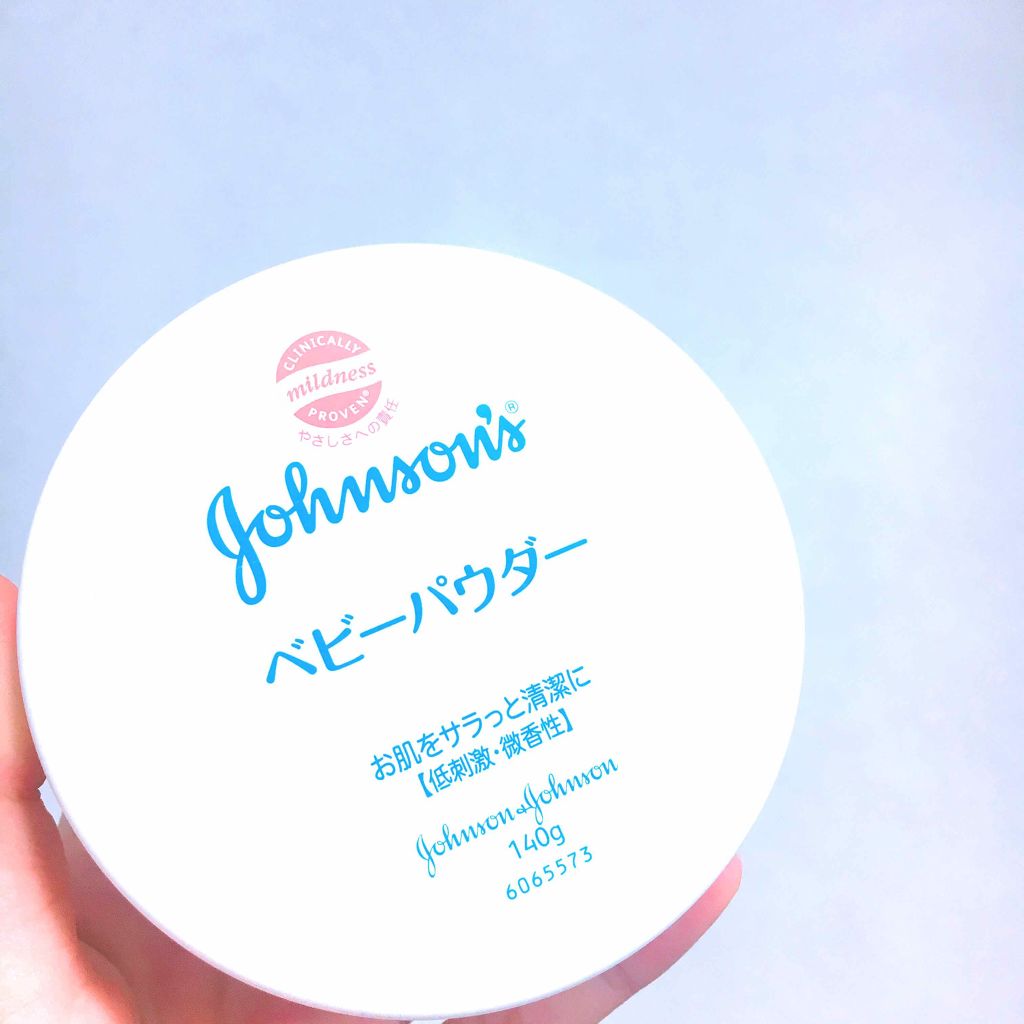 CLINICALLY
mildness
PROVEN®
やさしさへの責任
Johnson's®
ベビーパウダー
お肌をサラっと清潔に
【低刺激・微香性】
Johnson & Johnson
140g
6065573